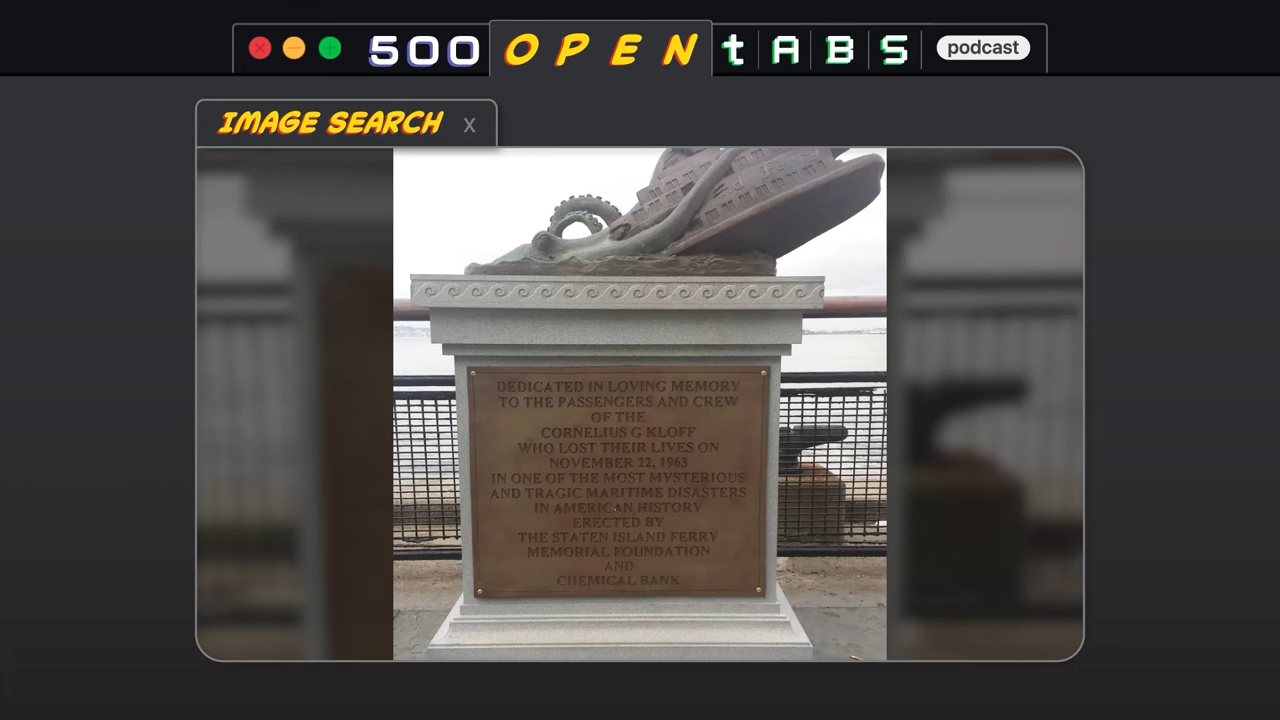 500 OPEN tABS podcast
IMAGE SEARCH x
DEDICATED IN LOVING MEMORY
TO THE PASSENGERS AND CREW
OF THE
CORNELIUS G KLOFF
WHO LOST THEIR LIVES ON
NOVEMBER 22, 1963
IN ONE OF THE MOST MYSTERIOUS
AND TRAGIC MARITIME DISASTERS
IN AMERICAN HISTORY
ERECTED BY
THE STATEN ISLAND FERRY
MEMORIAL FOUNDATION
AND
CHEMICAL BANK